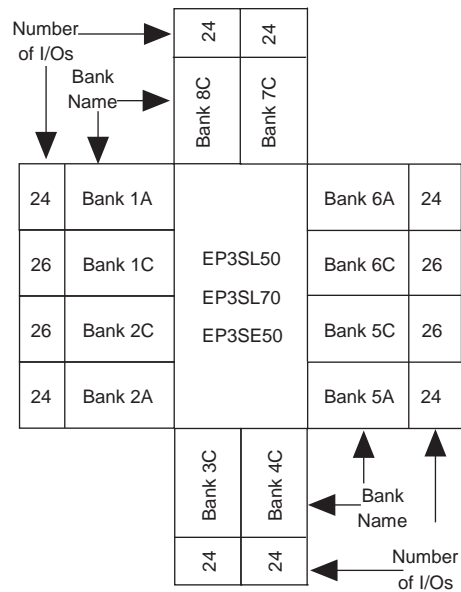 Number
of I/Os
24
24
Bank
Name
Bank 8C
Bank 7C
24
Bank 1A
Bank 6A
24
26
Bank 1C
EP3SL50
Bank 6C
26
EP3SL70
26
Bank 2C
EP3SE50
Bank 5C
26
24
Bank 2A
Bank 5A
24
Bank 3C
Bank 4C
Bank
Name
24
24
Number
of I/Os